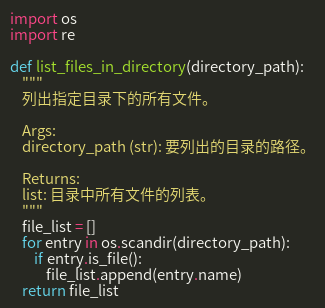 import os
import re

def list_files_in_directory(directory_path):
    """
    列出指定目录下的所有文件。

    Args:
    directory_path (str): 要列出的目录的路径。

    Returns:
    list: 目录中所有文件的列表。
    """
    file_list = []
    for entry in os.scandir(directory_path):
        if entry.is_file():
            file_list.append(entry.name)
    return file_list